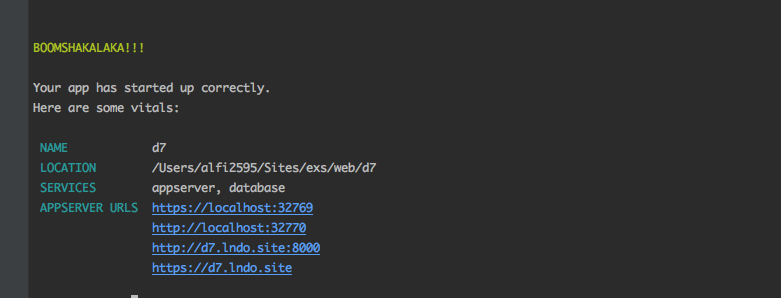 BOOMSHAKALAKA!!!
Your app has started up correctly.
Here are some vitals:
NAME d7
LOCATION /Users/alfi2595/Sites/exs/web/d7
SERVICES appserver, database
APPSERVER URLS https://localhost:32769
http://localhost:32770
http://d7.lndo.site:8000
https://d7.lndo.site